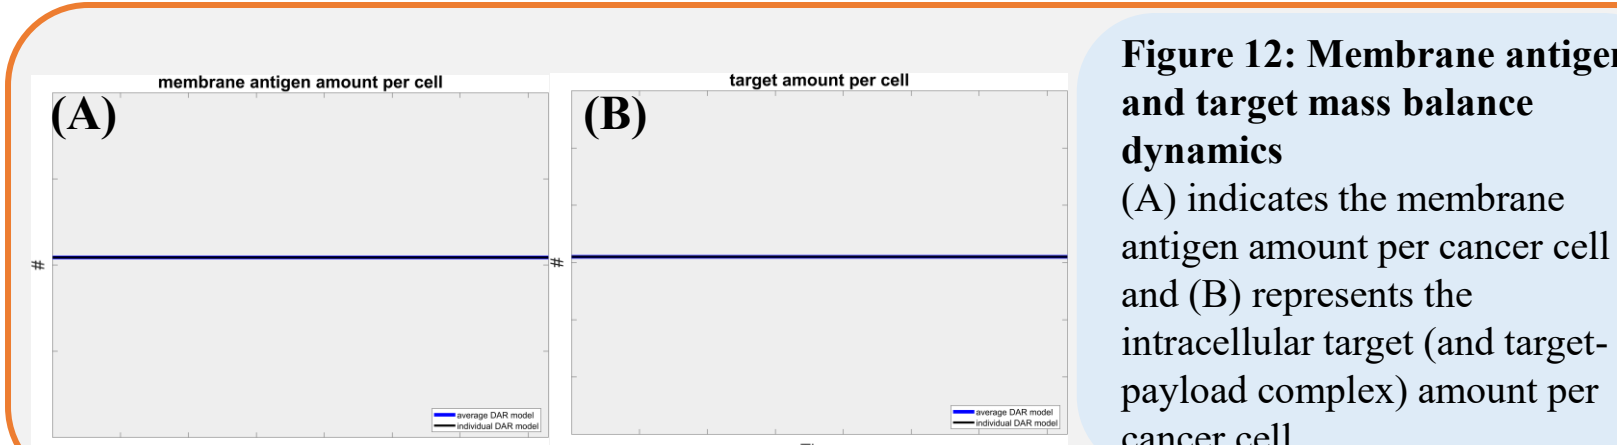 membrane antigen amount per cell
(A)
#
average DAR model
individual DAR model
target amount per cell
(B)
#
average DAR model
individual DAR model
Figure 12: Membrane antigen
and target mass balance
dynamics
(A) indicates the membrane
antigen amount per cancer cell
and (B) represents the
intracellular target (and target-
payload complex) amount per
cancer cell